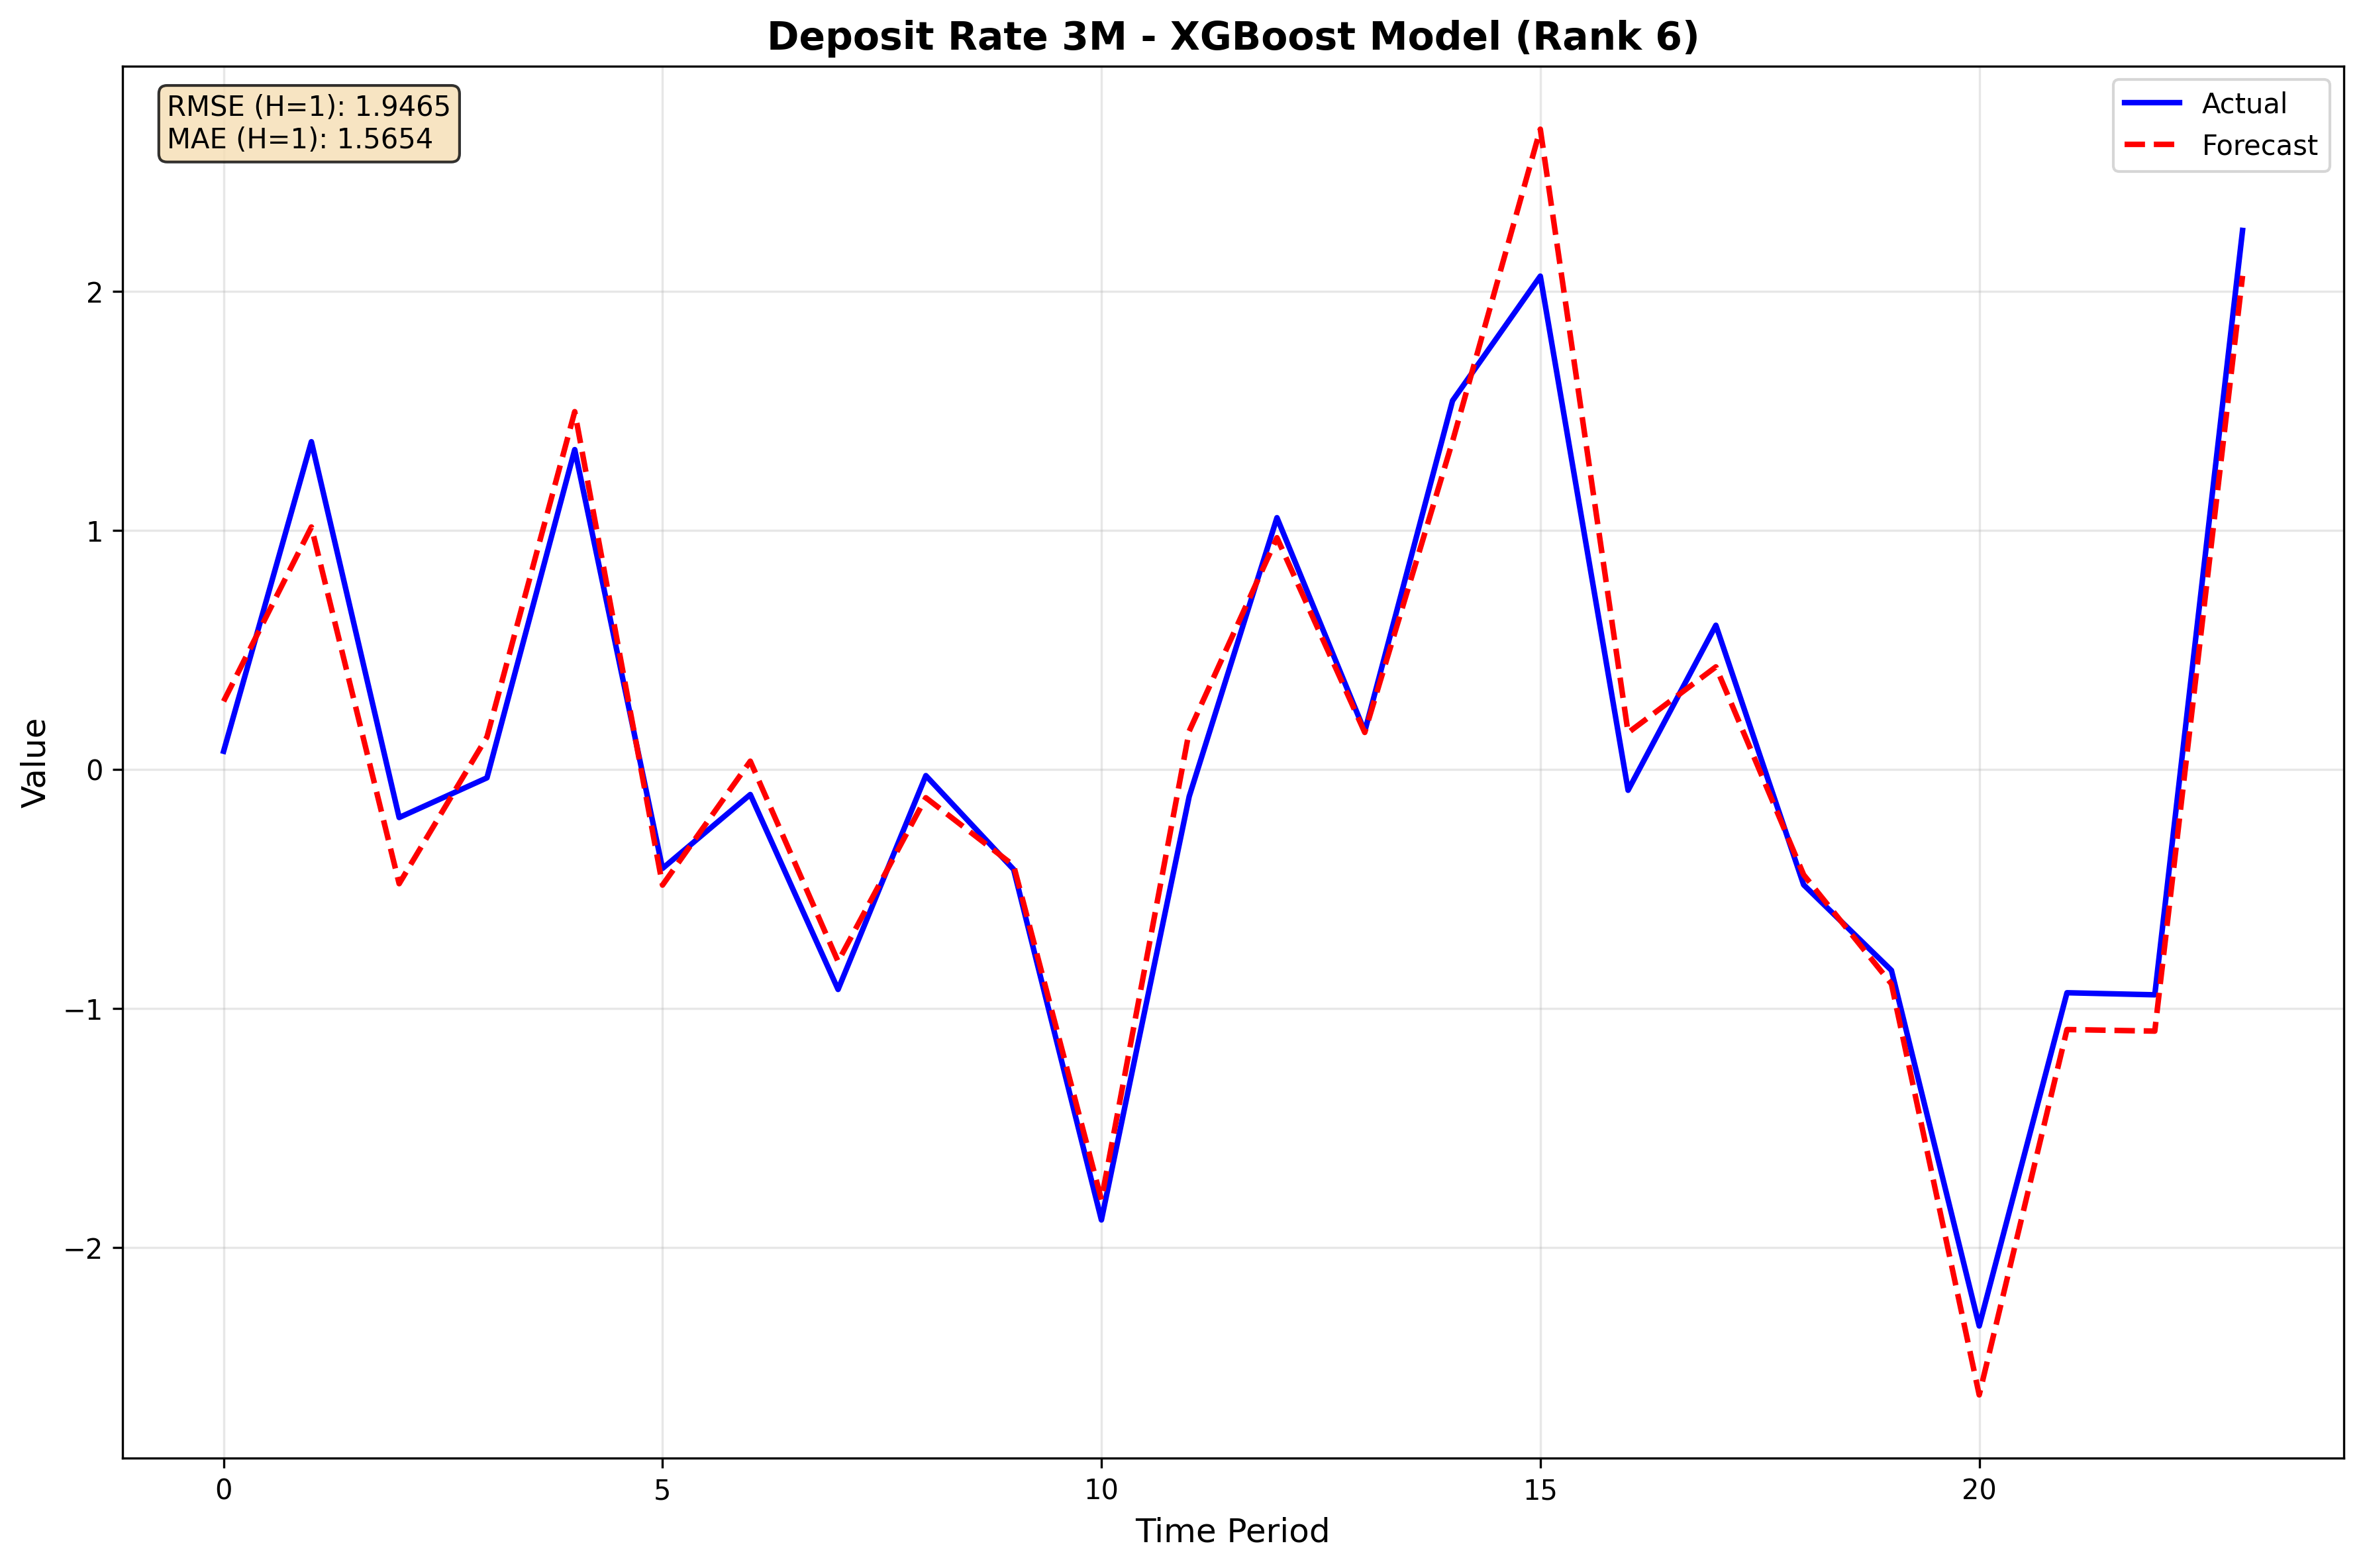 Deposit Rate 3M - XGBoost Model (Rank 6)
RMSE (H=1): 1.9465
MAE (H=1): 1.5654
Actual
Forecast
2
1
0
−1
−2
Value
0
5
10
15
20
Time Period